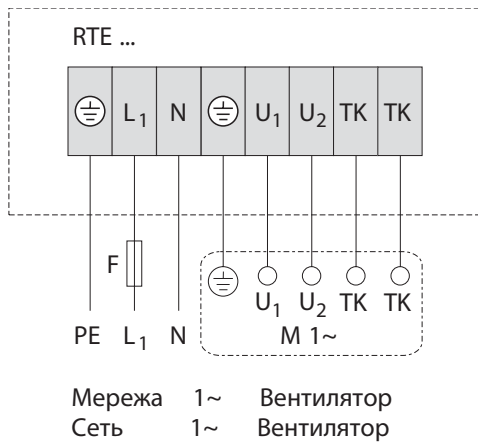 RTE ...
L1 N U1 U2 TK TK
F
U1 U2 TK TK
PE L1 N M 1~
Мережа 1~ Вентилятор
Сеть 1~ Вентилятор